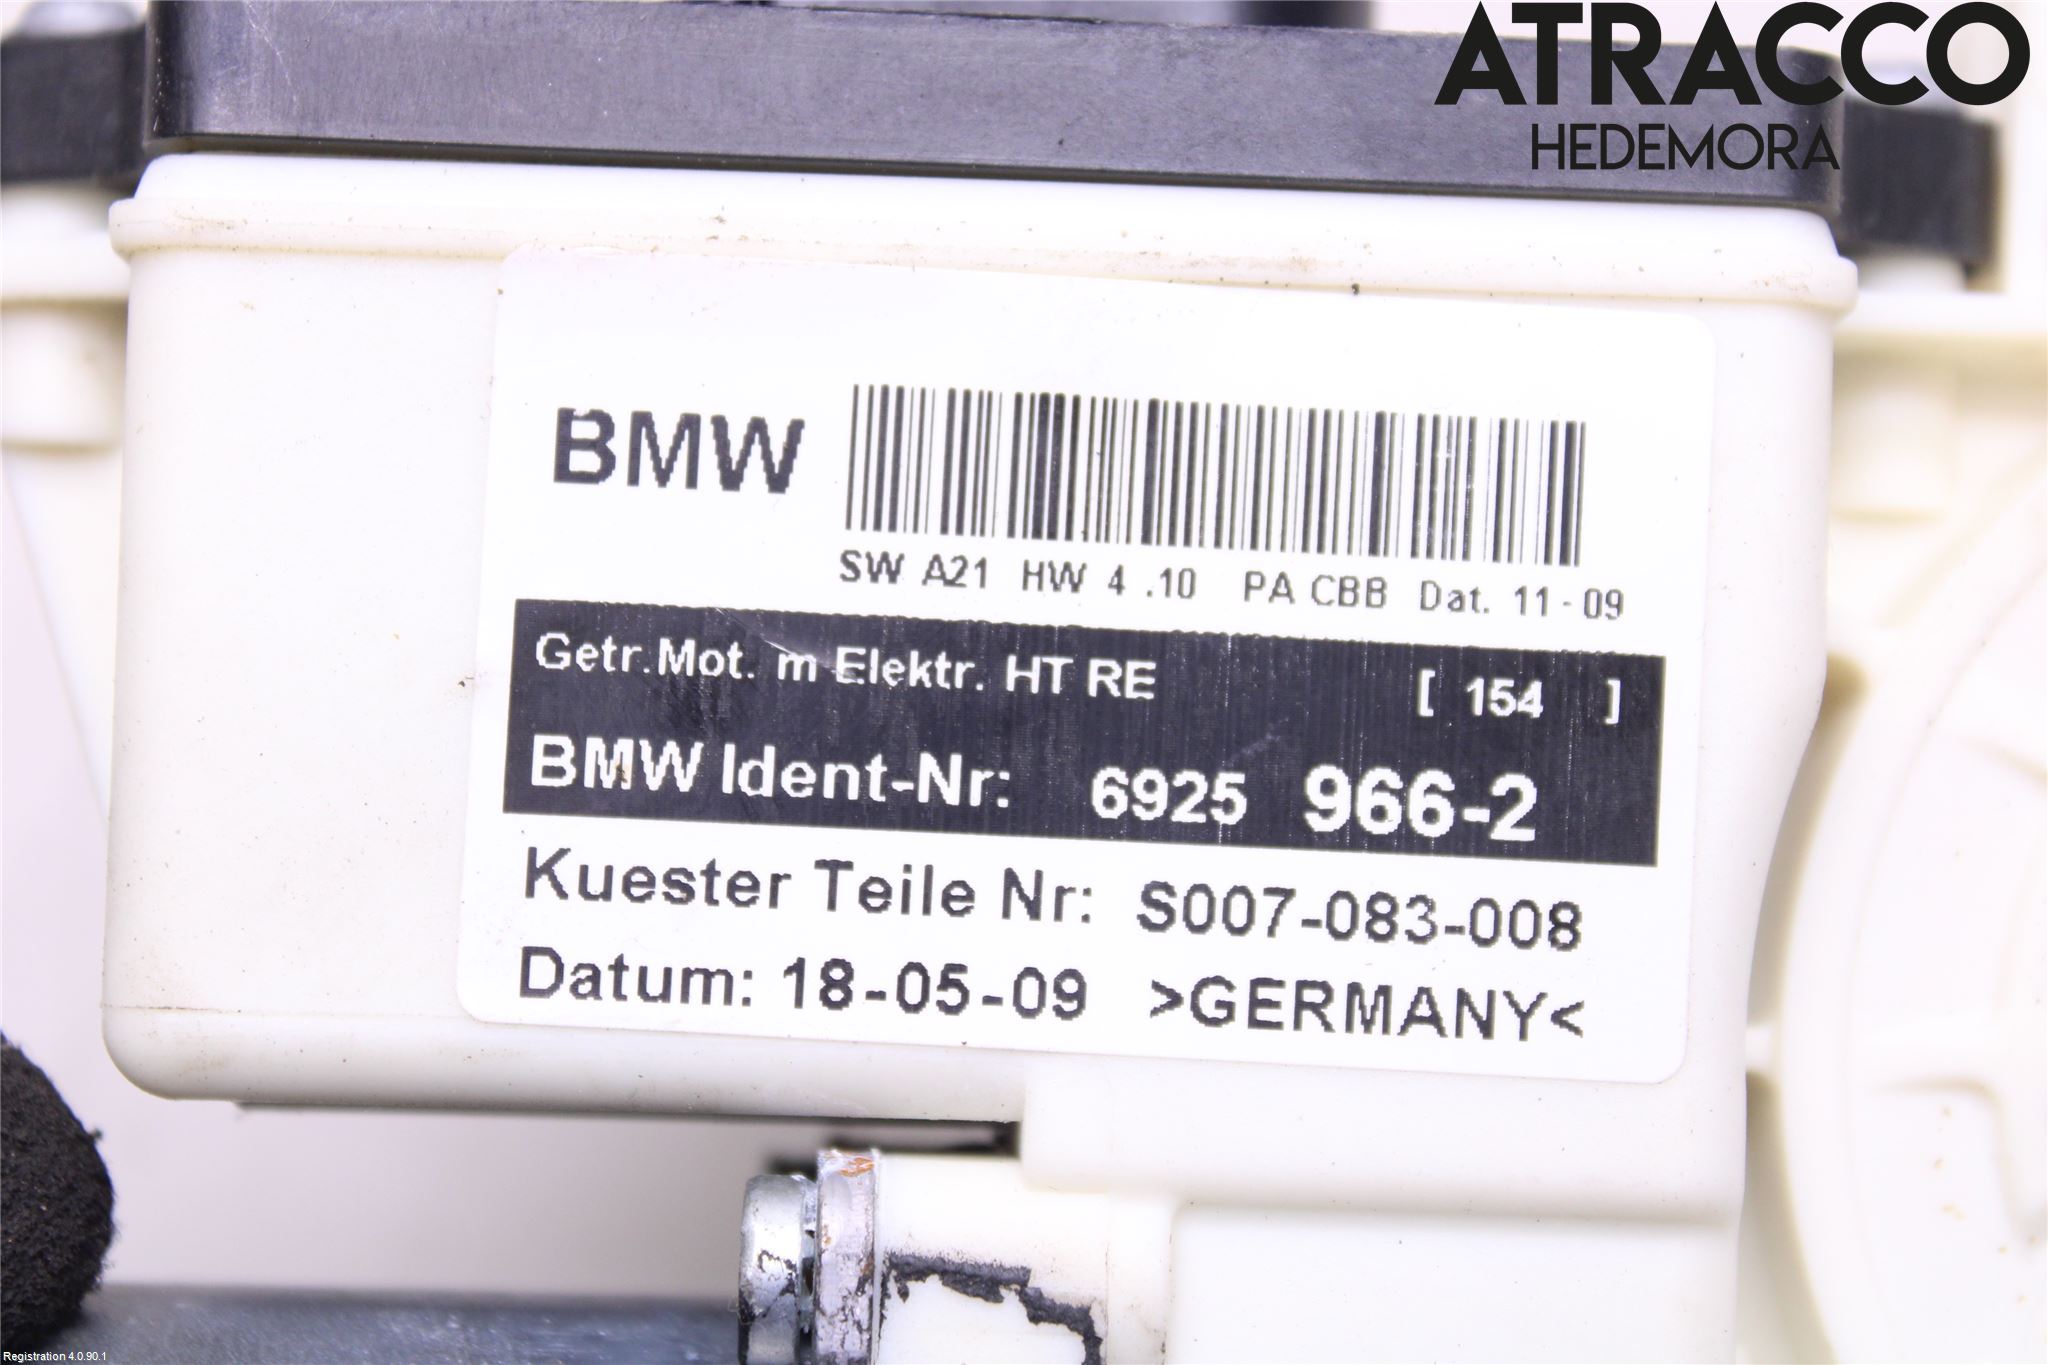 ATRACCO
HEDEMORA
BMW
SW A21 HW 4 .10 PA CBB Dat. 11-09
Getr.Mot. m Elektr. HT RE [ 154 ]
BMW Ident-Nr: 6925 966-2
Kuester Teile Nr: S007-083-008
Datum: 18-05-09 >GERMANY<
Registration 4.0.90.1